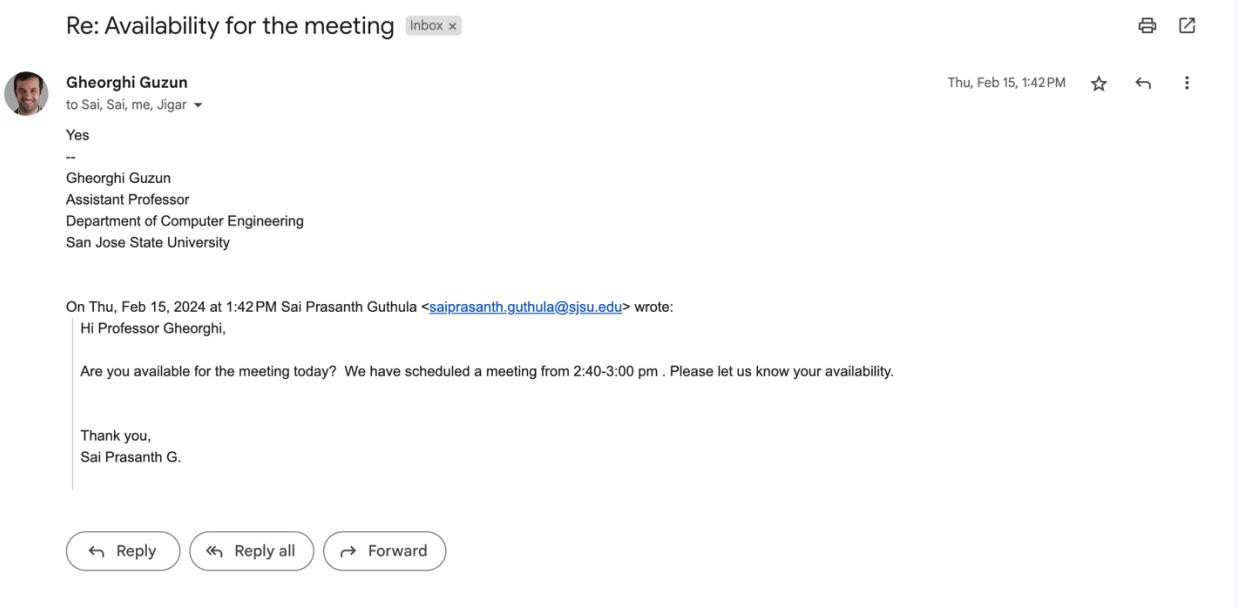 Re: Availability for the meeting Inbox ×
Gheorghi Guzun
Thu, Feb 15, 1:42 PM
to Sai, Sai, me, Jigar
Yes
--
Gheorghi Guzun
Assistant Professor
Department of Computer Engineering
San Jose State University
On Thu, Feb 15, 2024 at 1:42 PM Sai Prasanth Guthula <saiprasanth.guthula@sjsu.edu> wrote:
Hi Professor Gheorghi,
Are you available for the meeting today?  We have scheduled a meeting from 2:40-3:00 pm . Please let us know your availability.
Thank you,
Sai Prasanth G.
Reply
Reply all
Forward